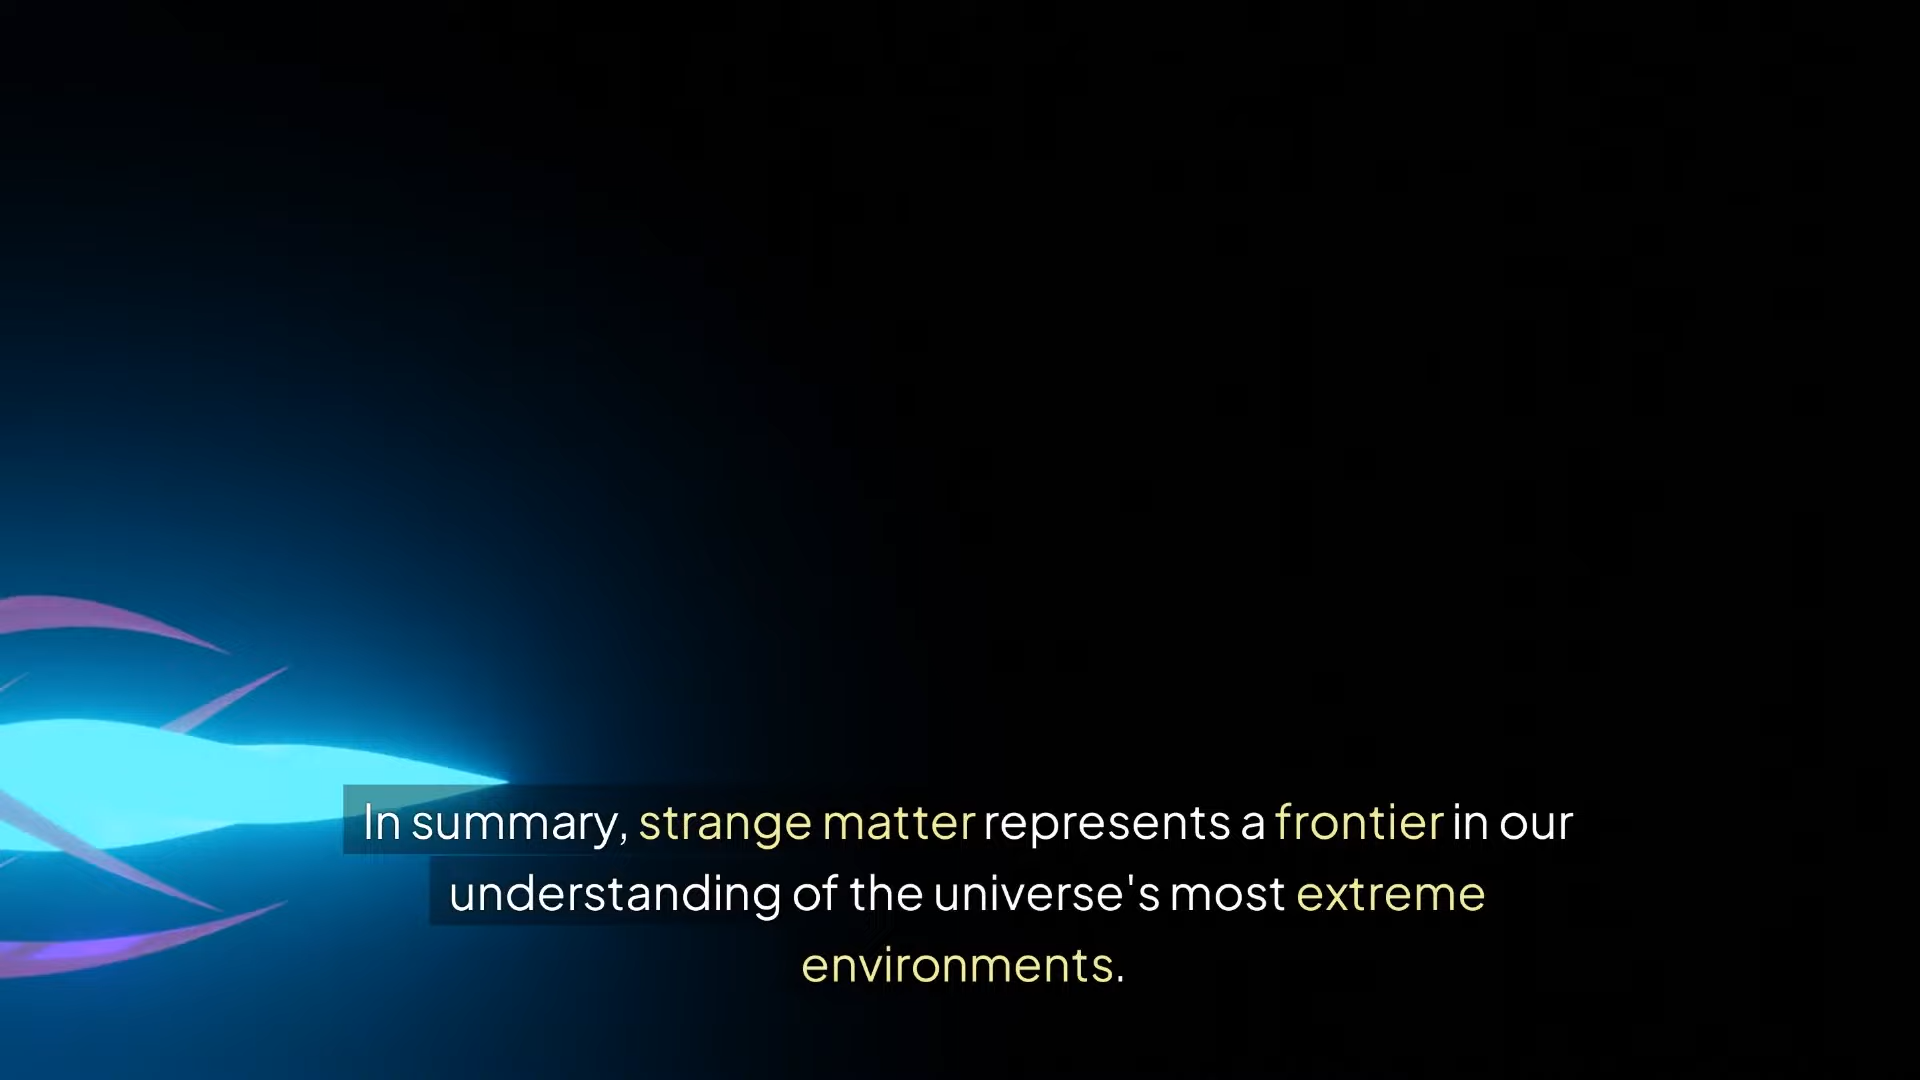 In summary, strange matter represents a frontier in our
understanding of the universe's most extreme
environments.